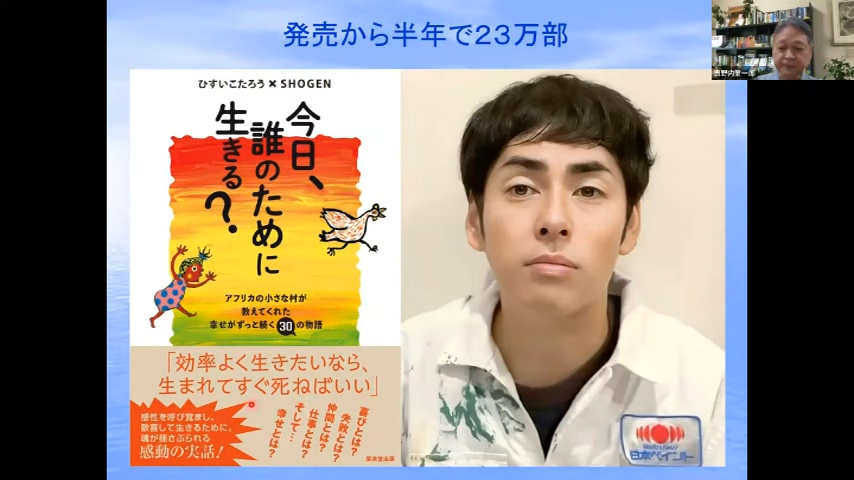 発売から半年で23万部
ひすいこたろう × SHOGEN
今日、
誰のために
生きる？
アフリカの小さな村が
教えてくれた
幸せがずっと続く30の物語
「効率よく生きたいなら、
生まれてすぐ死ねばいい」
感性を呼び覚まし、
歓喜して生きるために。
魂が揺さぶられる
感動の実話！
喜びとは？
失敗とは？
仲間とは？
仕事とは？
そして…
幸せとは？
廣済堂出版
日本ペイント